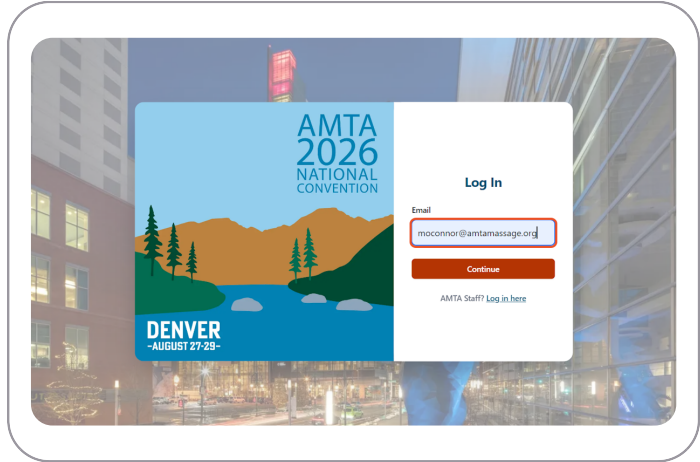 AMTA
2026
NATIONAL
CONVENTION
DENVER
-AUGUST 27-29-
Log In
Email
moconnor@amtamassage.org
Continue
AMTA Staff? Log in here